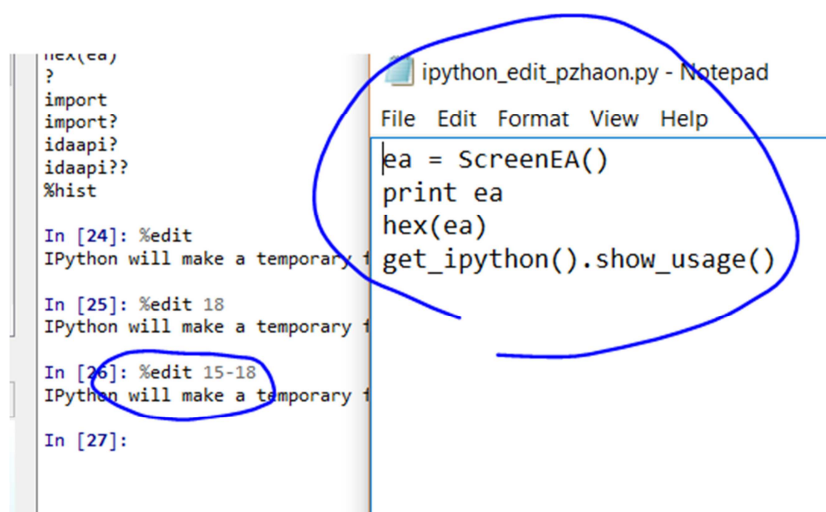 hex(ea)
?
import
import?
idaapi?
idaapi??
%hist
In [24]: %edit
IPython will make a temporary
In [25]: %edit 18
IPython will make a temporary
In [26]: %edit 15-18
IPython will make a temporary
In [27]:
ipython_edit_pzhaon.py - Notepad
File Edit Format View Help
ea = ScreenEA()
print ea
hex(ea)
get_ipython().show_usage()